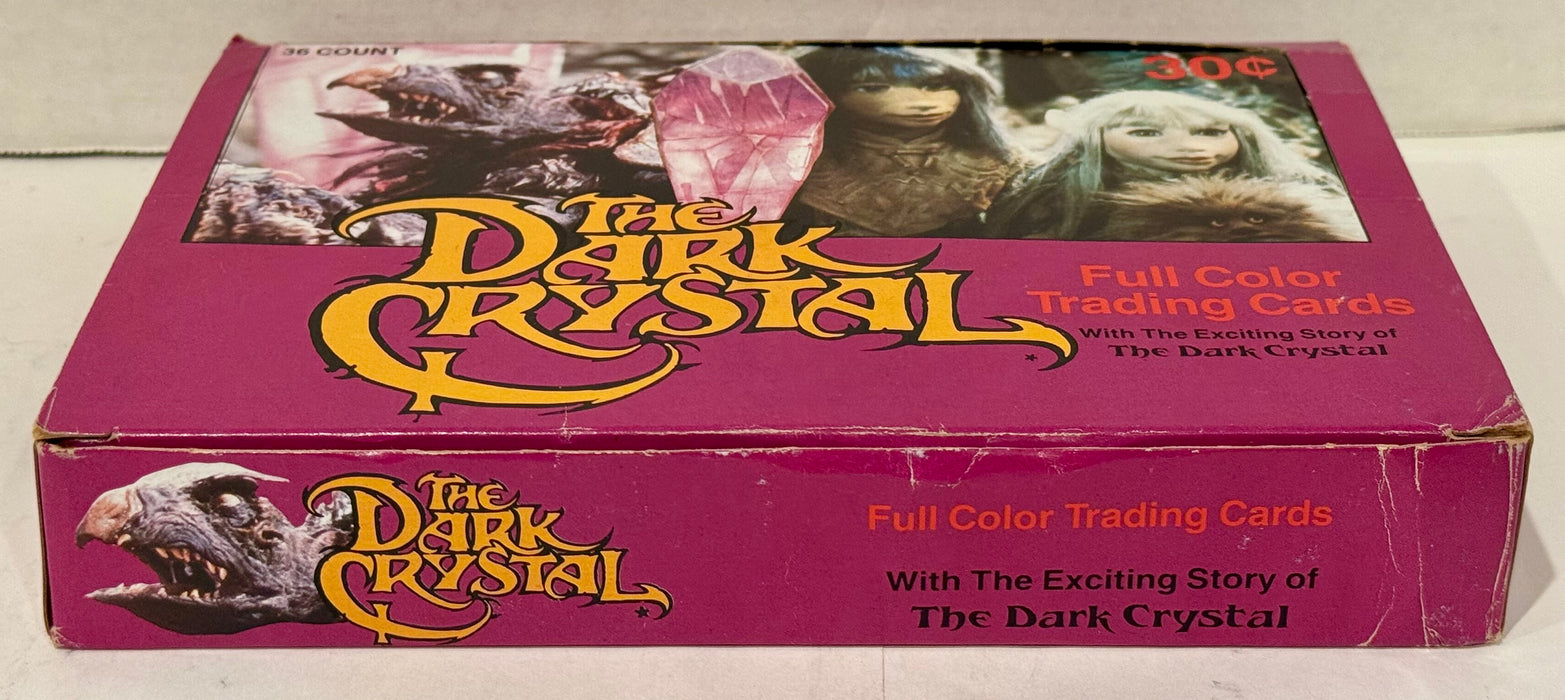 36 COUNT
30¢
THE
DARK
CRYSTAL
*
Full Color
Trading Cards
With The Exciting Story of
The Dark Crystal
THE
DARK
CRYSTAL
★
Full Color Trading Cards
With The Exciting Story of
The Dark Crystal